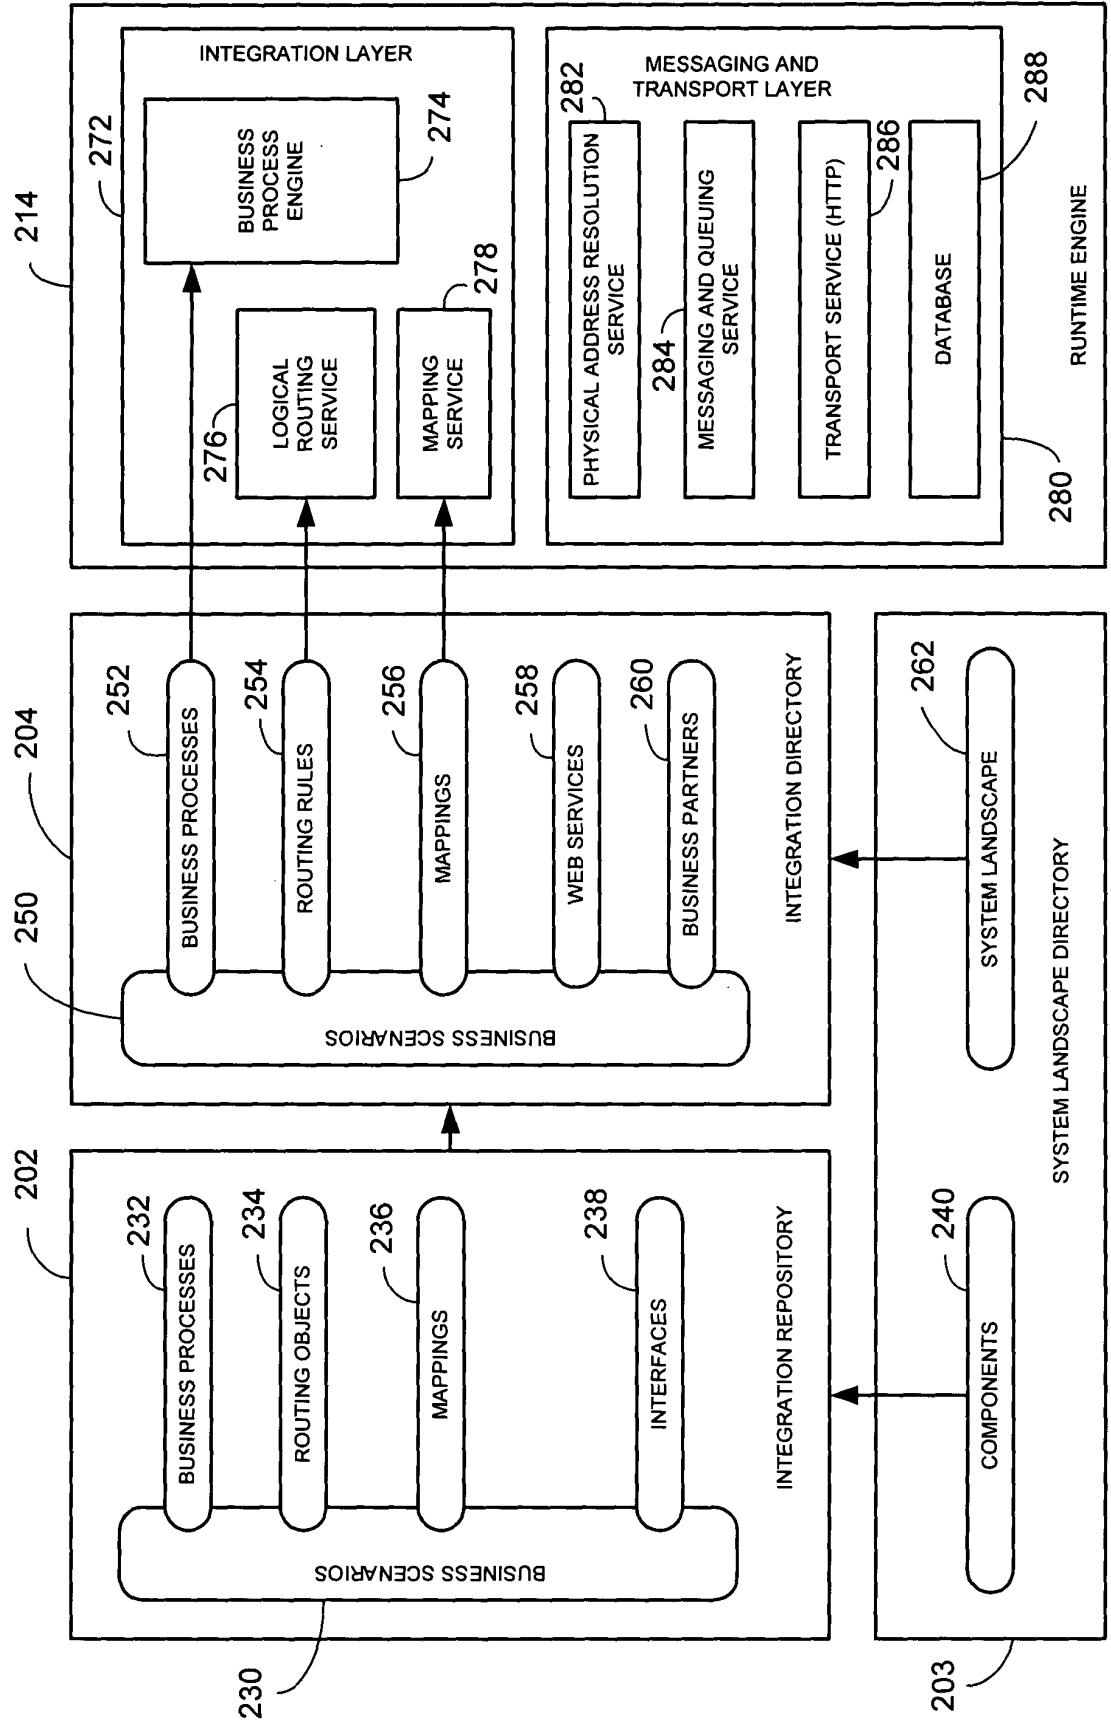 202
230
BUSINESS SCENARIOS
232
BUSINESS PROCESSES
234
ROUTING OBJECTS
236
MAPPINGS
238
INTERFACES
INTEGRATION REPOSITORY
204
250
BUSINESS SCENARIOS
252
BUSINESS PROCESSES
254
ROUTING RULES
256
MAPPINGS
258
WEB SERVICES
260
BUSINESS PARTNERS
INTEGRATION DIRECTORY
203
240
COMPONENTS
262
SYSTEM LANDSCAPE
SYSTEM LANDSCAPE DIRECTORY
214
272
INTEGRATION LAYER
BUSINESS
PROCESS
ENGINE
274
276
LOGICAL
ROUTING
SERVICE
278
MAPPING
SERVICE
MESSAGING AND
TRANSPORT LAYER
282
PHYSICAL ADDRESS RESOLUTION
SERVICE
284
MESSAGING AND QUEUING
SERVICE
286
TRANSPORT SERVICE (HTTP)
288
DATABASE
280
RUNTIME ENGINE